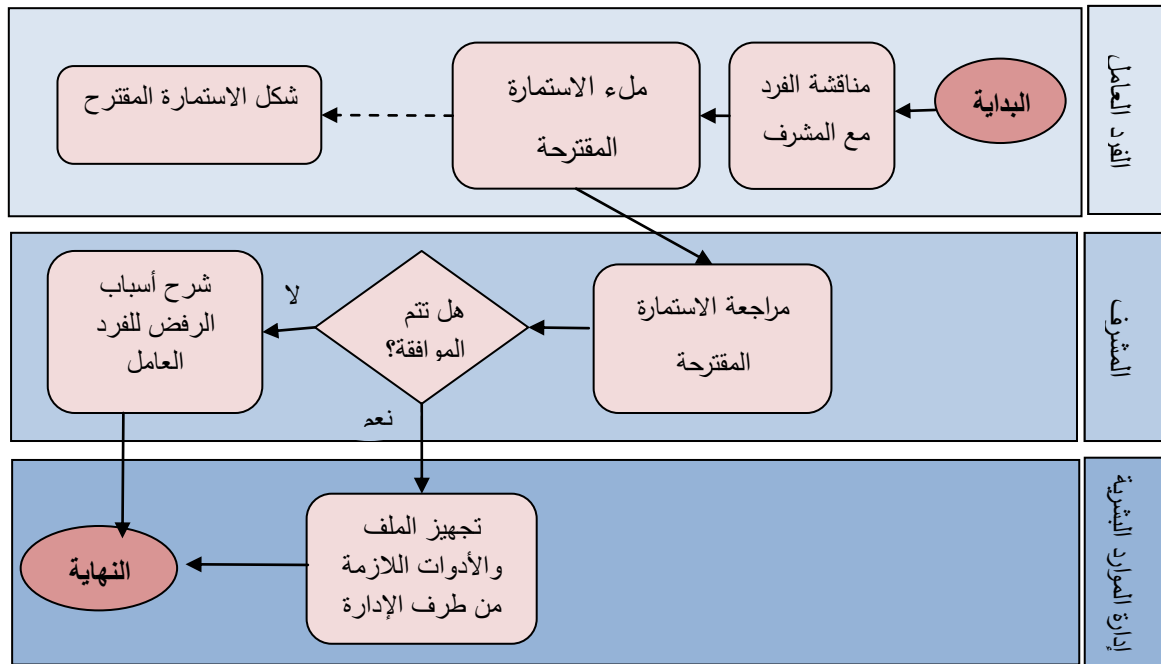 الفرد العامل
البداية
مناقشة الفرد
مع المشرف
ملء الاستمارة
المقترحة
شكل الاستمارة المقترح
المشرف
مراجعة الاستمارة
المقترحة
هل تتم
الموافقة؟
لا
نعم
شرح أسباب
الرفض للفرد
العامل
إدارة الموارد البشرية
تجهيز الملف
والأدوات اللازمة
من طرف الإدارة
النهاية